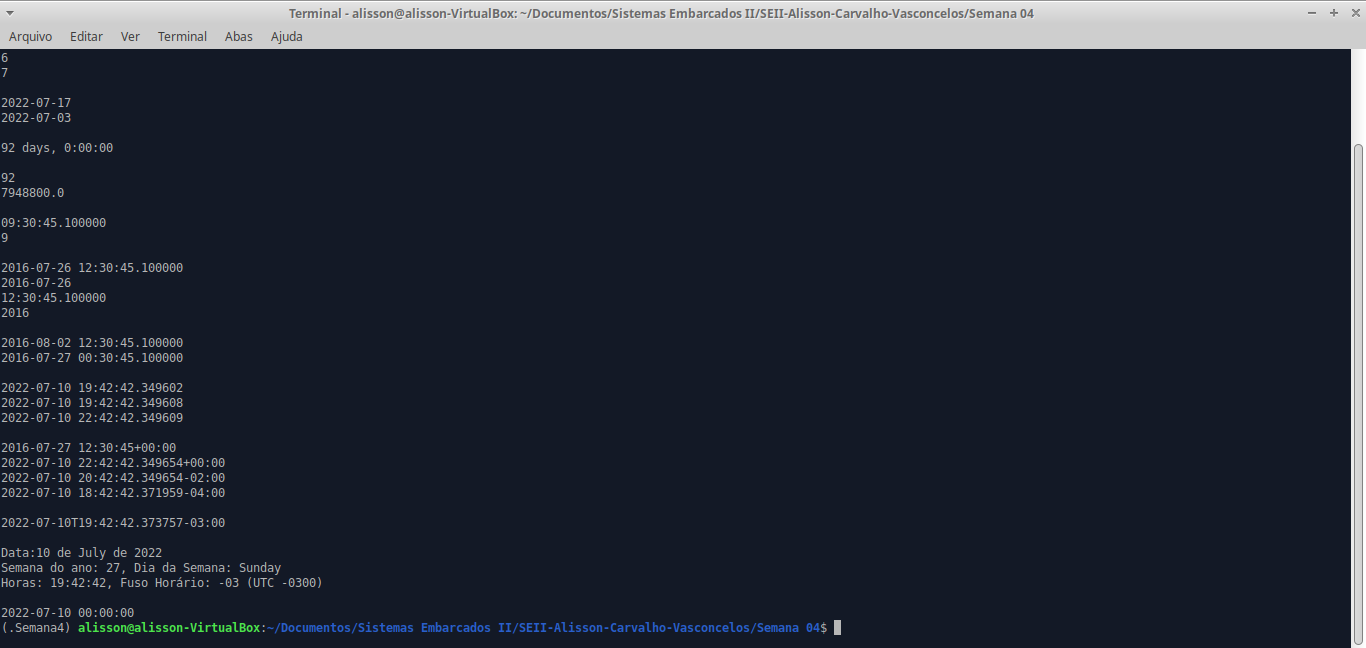 Terminal - alisson@alisson-VirtualBox: ~/Documentos/Sistemas Embarcados II/SEII-Alisson-Carvalho-Vasconcelos/Semana 04
Arquivo Editar Ver Terminal Abas Ajuda
6
7
2022-07-17
2022-07-03
92 days, 0:00:00
92
7948800.0
09:30:45.100000
9
2016-07-26 12:30:45.100000
2016-07-26
12:30:45.100000
2016
2016-08-02 12:30:45.100000
2016-07-27 00:30:45.100000
2022-07-10 19:42:42.349602
2022-07-10 19:42:42.349608
2022-07-10 22:42:42.349609
2016-07-27 12:30:45+00:00
2022-07-10 22:42:42.349654+00:00
2022-07-10 20:42:42.349654-02:00
2022-07-10 18:42:42.371959-04:00
2022-07-10T19:42:42.373757-03:00
Data:10 de July de 2022
Semana do ano: 27, Dia da Semana: Sunday
Horas: 19:42:42, Fuso Horário: -03 (UTC -0300)
2022-07-10 00:00:00
(.Semana4) alisson@alisson-VirtualBox:~/Documentos/Sistemas Embarcados II/SEII-Alisson-Carvalho-Vasconcelos/Semana 04$